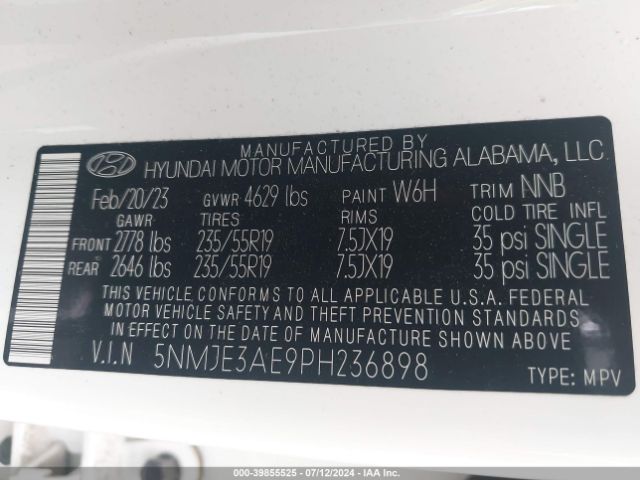 MANUFACTURED BY
HYUNDAI MOTOR MANUFACTURING ALABAMA, LLC.
Feb/20/23 GVWR 4629 lbs PAINT W6H TRIM NNB
GAWR TIRES RIMS COLD TIRE INFL
FRONT 2778 lbs 235/55R19 7.5JX19 35 psi SINGLE
REAR 2646 lbs 235/55R19 7.5JX19 35 psi SINGLE
THIS VEHICLE CONFORMS TO ALL APPLICABLE U.S.A. FEDERAL
MOTOR VEHICLE SAFETY AND THEFT PREVENTION STANDARDS
IN EFFECT ON THE DATE OF MANUFACTURE SHOWN ABOVE.
V.I.N 5NMJE3AE9PH236898
TYPE: MPV
000-39855525 - 07/12/2024 - IAA Inc.